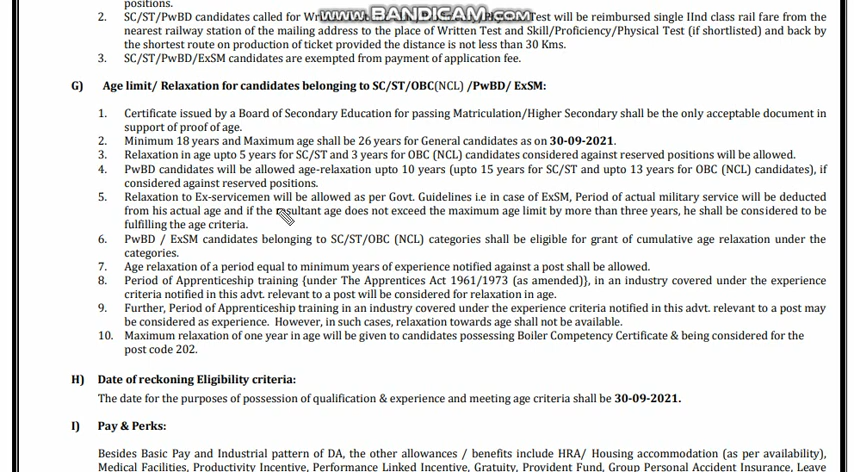 positions.
2. SC/ST/PwBD candidates called for Test will be reimbursed single IInd class rail fare from the
www.BANDICAM.com
nearest railway station of the mailing address to the place of Written Test and Skill/Proficiency/Physical Test (if shortlisted) and back by
the shortest route on production of ticket provided the distance is not less than 30 Kms.
3. SC/ST/PwBD/ExSM candidates are exempted from payment of application fee.
G) Age limit/ Relaxation for candidates belonging to SC/ST/OBC(NCL) /PwBD/ ExSM:
1. Certificate issued by a Board of Secondary Education for passing Matriculation/Higher Secondary shall be the only acceptable document in
support of proof of age.
2. Minimum 18 years and Maximum age shall be 26 years for General candidates as on 30-09-2021.
3. Relaxation in age upto 5 years for SC/ST and 3 years for OBC (NCL) candidates considered against reserved positions will be allowed.
4. PwBD candidates will be allowed age-relaxation upto 10 years (upto 15 years for SC/ST and upto 13 years for OBC (NCL) candidates), if
considered against reserved positions.
5. Relaxation to Ex-servicemen will be allowed as per Govt. Guidelines i.e in case of ExSM, Period of actual military service will be deducted
from his actual age and if the resultant age does not exceed the maximum age limit by more than three years, he shall be considered to be
fulfilling the age criteria.
6. PwBD / ExSM candidates belonging to SC/ST/OBC (NCL) categories shall be eligible for grant of cumulative age relaxation under the
categories.
7. Age relaxation of a period equal to minimum years of experience notified against a post shall be allowed.
8. Period of Apprenticeship training {under The Apprentices Act 1961/1973 (as amended)}, in an industry covered under the experience
criteria notified in this advt. relevant to a post will be considered for relaxation in age.
9. Further, Period of Apprenticeship training in an industry covered under the experience criteria notified in this advt. relevant to a post may
be considered as experience. However, in such cases, relaxation towards age shall not be available.
10. Maximum relaxation of one year in age will be given to candidates possessing Boiler Competency Certificate & being considered for the
post code 202.
H) Date of reckoning Eligibility criteria:
The date for the purposes of possession of qualification & experience and meeting age criteria shall be 30-09-2021.
I) Pay & Perks:
Besides Basic Pay and Industrial pattern of DA, the other allowances / benefits include HRA/ Housing accommodation (as per availability),
Medical Facilities, Productivity Incentive, Performance Linked Incentive, Gratuity, Provident Fund, Group Personal Accident Insurance, Leave